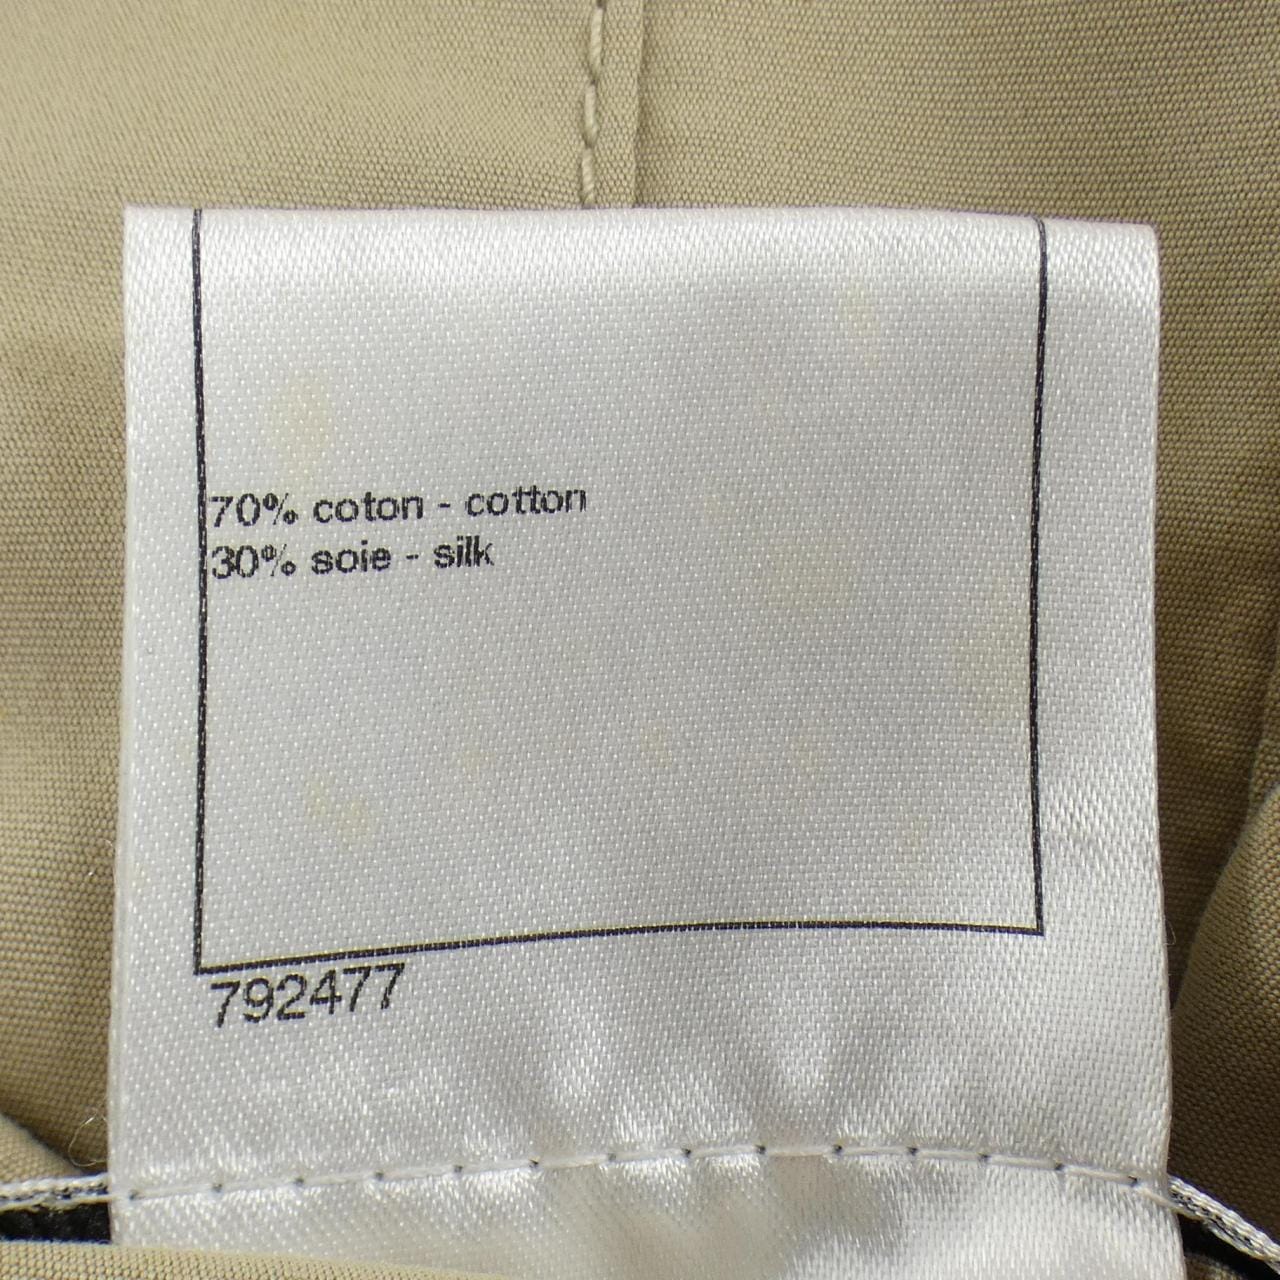 70% coton - cotton
30% soie - silk
792477